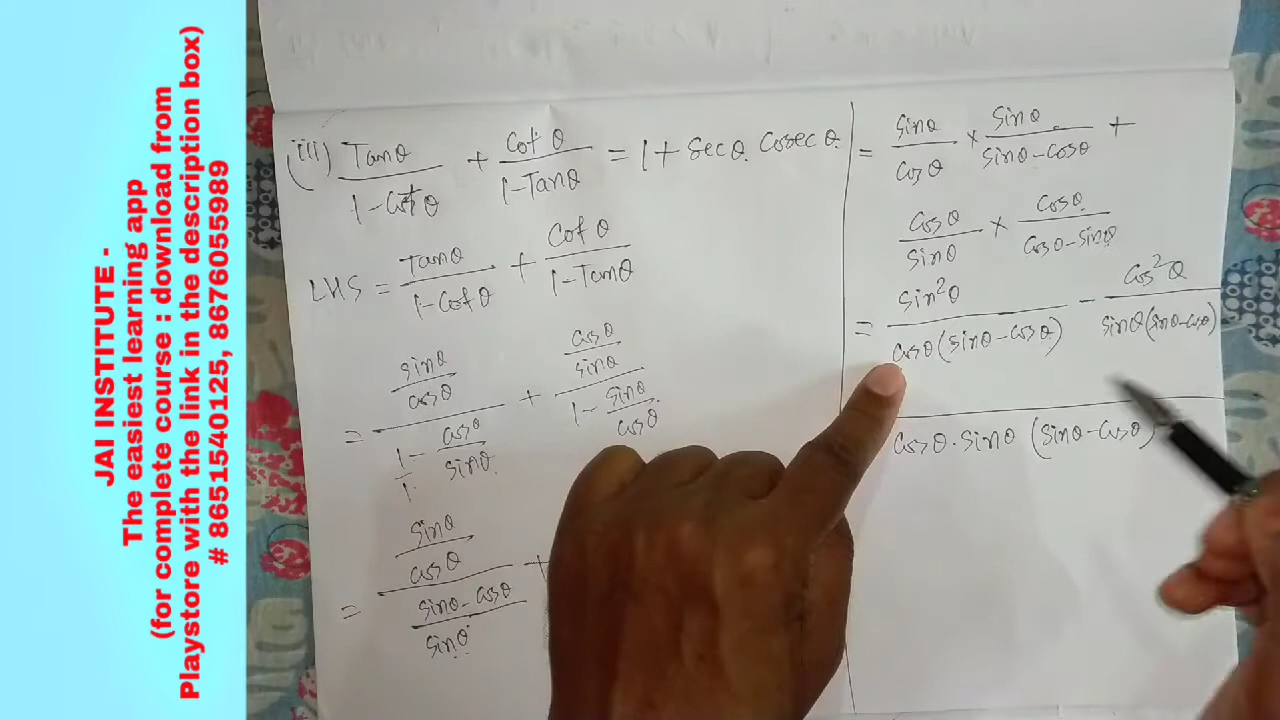 JAI INSTITUTE -
The easiest learning app
(for complete course : download from
Playstore with the link in the description box)
# 8651540125, 8676055989
(iii) Tanθ/(1-Cotθ) + Cotθ/(1-Tanθ) = 1 + Secθ. Cosecθ.
LHS = Tanθ/(1-Cotθ) + Cotθ/(1-Tanθ)
= (sinθ/cosθ)/(1/1 - cosθ/sinθ) + (cosθ/sinθ)/(1 - sinθ/cosθ)
= (sinθ/cosθ)/((sinθ-cosθ)/sinθ) +
= sinθ/cosθ × sinθ/(sinθ-cosθ) +
cosθ/sinθ × cosθ/(cosθ-sinθ)
= sin²θ/(cosθ(sinθ-cosθ)) - cos²θ/(sinθ(sinθ-cosθ))
cosθ·sinθ (sinθ-cosθ)